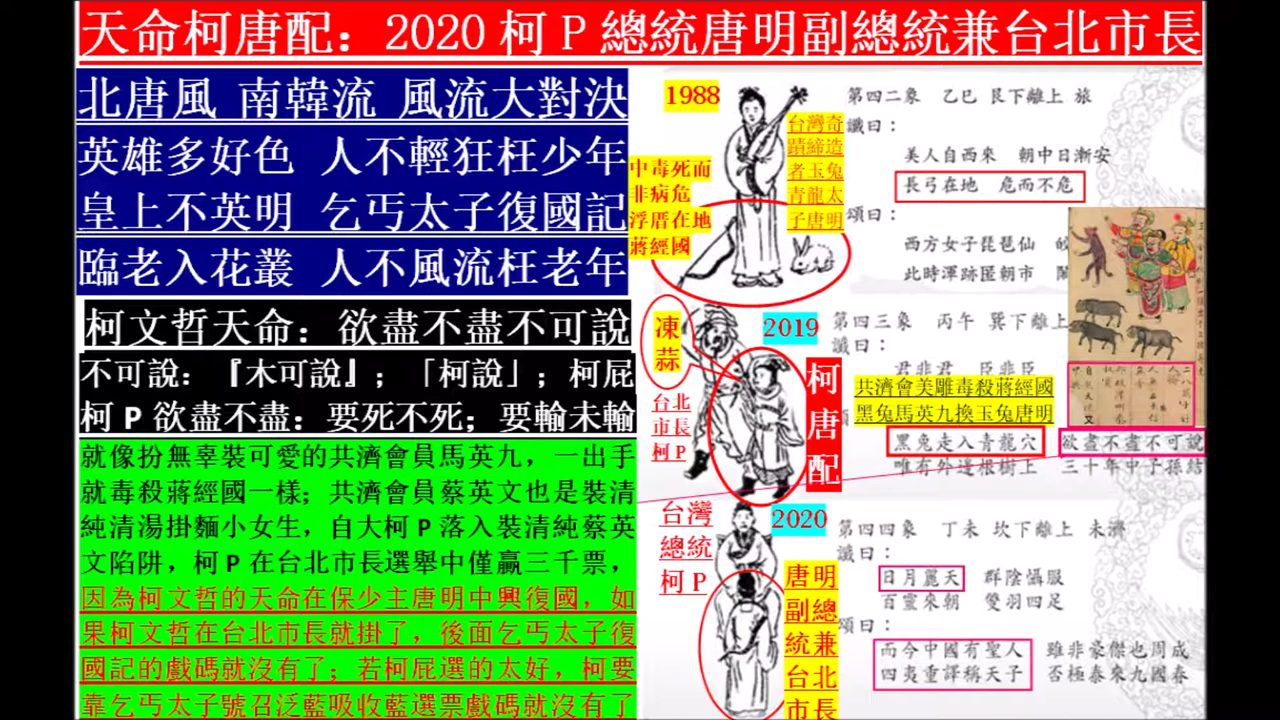 天命柯唐配：2020 柯 P 總統唐明副總統兼台北市長
北唐風 南韓流 風流大對決
英雄多好色 人不輕狂枉少年
皇上不英明 乞丐太子復國記
臨老入花叢 人不風流枉老年
柯文哲天命：欲盡不盡不可說
不可說：『木可說』；「柯說」；柯屁
柯 P 欲盡不盡：要死不死；要輸未輸
就像扮無辜裝可愛的共濟會員馬英九，一出手
就毒殺蔣經國一樣；共濟會員蔡英文也是裝清
純清湯掛麵小女生，自大柯 P 落入裝清純蔡英
文陷阱，柯 P 在台北市長選舉中僅贏三千票，
因為柯文哲的天命在保少主唐明中興復國，如
果柯文哲在台北市長就掛了，後面乞丐太子復
國記的戲碼就沒有了；若柯屁選的太好，柯要
靠乞丐太子號召泛藍吸收藍選票戲碼就沒有了
1988
中毒死而
非病危
浮厝在地
蔣經國
台灣奇
蹟締造
者玉兔
青龍太
子唐明
第四二象 乙巳 艮下離上 旅
讖曰：
美人自西來 朝中日漸安
長弓在地 危而不危
頌曰：
西方女子琵琶仙
此時渾跡匿朝市
凍
蒜
2019
台北
市長
柯P
柯
唐
配
第四三象 丙午 巽下離上
讖曰：
君非君 臣非臣
共濟會美雕毒殺蔣經國
黑兔馬英九換玉兔唐明
黑兔走入青龍穴
欲盡不盡不可說
唯有外邊根樹上 三十年中子孫結
台灣
總統
柯 P
2020
唐明
副總
統兼
台北
市長
第四四象 丁未 坎下離上 未濟
讖曰：
日月麗天 群陰懾服
百靈來朝 雙羽四足
頌曰：
而今中國有聖人 雖非豪傑也周成
四夷重譯稱天子 否極泰來九國春